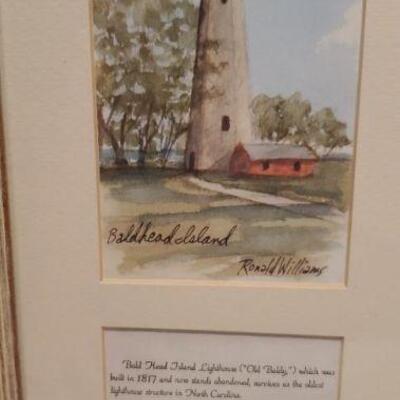 Baldhead Island
Ronald Williams
Bald Head Island Lighthouse ("Old Baldy,") which was
built in 1817 and now stands abandoned, survives as the oldest
lighthouse structure in North Carolina.